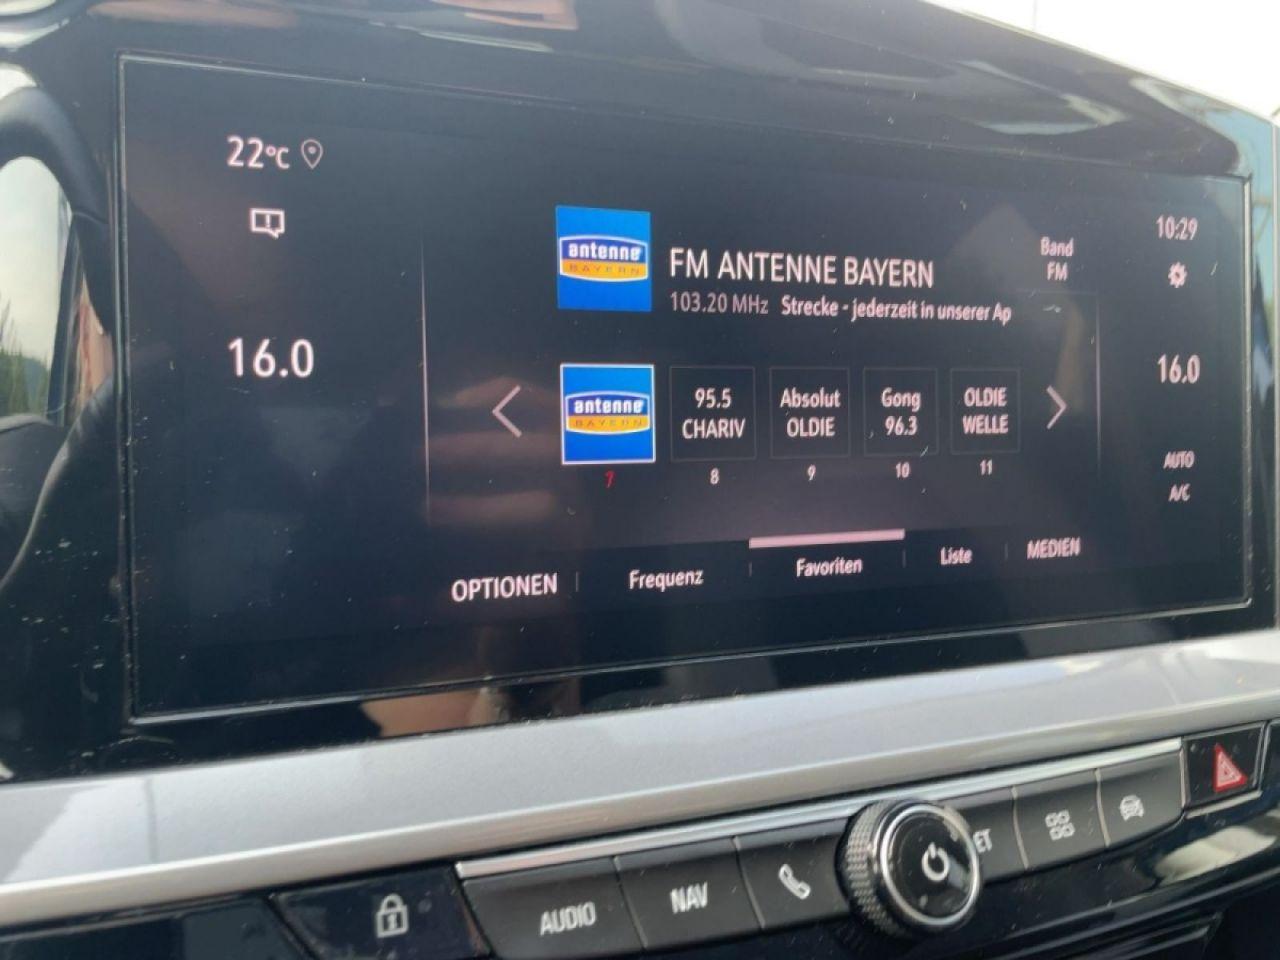 22°C
10:29
antenne
BAYERN
FM ANTENNE BAYERN
Band
FM
103.20 MHz Strecke - jederzeit in unserer Ap
16.0
16.0
antenne
BAYERN
95.5
CHARIV
Absolut
OLDIE
Gong
96.3
OLDIE
WELLE
7
8
9
10
11
AUTO
A/C
OPTIONEN
Frequenz
Favoriten
Liste
MEDIEN
AUDIO
NAV
ET